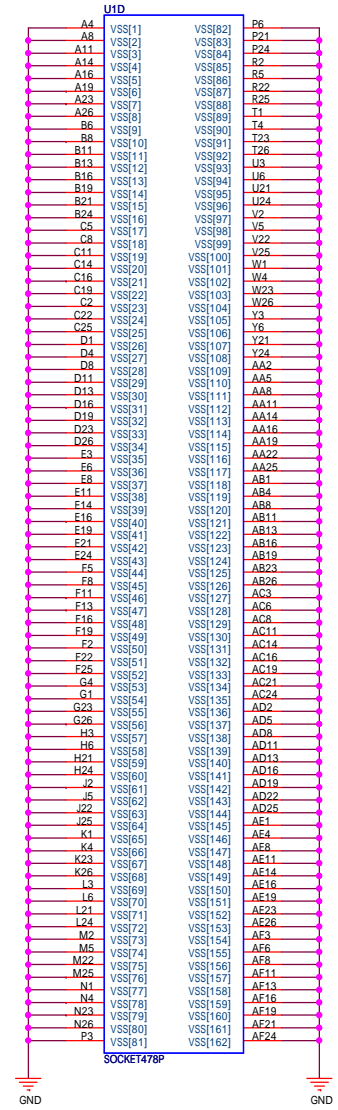 U1D
A4 VSS[1] VSS[82] P6
A8 VSS[2] VSS[83] P21
A11 VSS[3] VSS[84] P24
A14 VSS[4] VSS[85] R2
A16 VSS[5] VSS[86] R5
A19 VSS[6] VSS[87] R22
A23 VSS[7] VSS[88] R25
A26 VSS[8] VSS[89] T1
B6 VSS[9] VSS[90] T4
B8 VSS[10] VSS[91] T23
B11 VSS[11] VSS[92] T26
B13 VSS[12] VSS[93] U3
B16 VSS[13] VSS[94] U6
B19 VSS[14] VSS[95] U21
B21 VSS[15] VSS[96] U24
B24 VSS[16] VSS[97] V2
C5 VSS[17] VSS[98] V5
C8 VSS[18] VSS[99] V22
C11 VSS[19] VSS[100] V25
C14 VSS[20] VSS[101] W1
C16 VSS[21] VSS[102] W4
C19 VSS[22] VSS[103] W23
C2 VSS[23] VSS[104] W26
C22 VSS[24] VSS[105] Y3
C25 VSS[25] VSS[106] Y6
D1 VSS[26] VSS[107] Y21
D4 VSS[27] VSS[108] Y24
D8 VSS[28] VSS[109] AA2
D11 VSS[29] VSS[110] AA5
D13 VSS[30] VSS[111] AA8
D16 VSS[31] VSS[112] AA11
D19 VSS[32] VSS[113] AA14
D23 VSS[33] VSS[114] AA16
D26 VSS[34] VSS[115] AA19
E3 VSS[35] VSS[116] AA22
E6 VSS[36] VSS[117] AA25
E8 VSS[37] VSS[118] AB1
E11 VSS[38] VSS[119] AB4
E14 VSS[39] VSS[120] AB8
E16 VSS[40] VSS[121] AB11
E19 VSS[41] VSS[122] AB13
E21 VSS[42] VSS[123] AB16
E24 VSS[43] VSS[124] AB19
F5 VSS[44] VSS[125] AB23
F8 VSS[45] VSS[126] AB26
F11 VSS[46] VSS[127] AC3
F13 VSS[47] VSS[128] AC6
F16 VSS[48] VSS[129] AC8
F19 VSS[49] VSS[130] AC11
F2 VSS[50] VSS[131] AC14
F22 VSS[51] VSS[132] AC16
F25 VSS[52] VSS[133] AC19
G4 VSS[53] VSS[134] AC21
G1 VSS[54] VSS[135] AC24
G23 VSS[55] VSS[136] AD2
G26 VSS[56] VSS[137] AD5
H3 VSS[57] VSS[138] AD8
H6 VSS[58] VSS[139] AD11
H21 VSS[59] VSS[140] AD13
H24 VSS[60] VSS[141] AD16
J2 VSS[61] VSS[142] AD19
J5 VSS[62] VSS[143] AD22
J22 VSS[63] VSS[144] AD25
J25 VSS[64] VSS[145] AE1
K1 VSS[65] VSS[146] AE4
K4 VSS[66] VSS[147] AE8
K23 VSS[67] VSS[148] AE11
K26 VSS[68] VSS[149] AE14
L3 VSS[69] VSS[150] AE16
L6 VSS[70] VSS[151] AE19
L21 VSS[71] VSS[152] AE23
L24 VSS[72] VSS[153] AE26
M2 VSS[73] VSS[154] AF3
M5 VSS[74] VSS[155] AF6
M22 VSS[75] VSS[156] AF8
M25 VSS[76] VSS[157] AF11
N1 VSS[77] VSS[158] AF13
N4 VSS[78] VSS[159] AF16
N23 VSS[79] VSS[160] AF19
N26 VSS[80] VSS[161] AF21
P3 VSS[81] VSS[162] AF24
SOCKET478P
GND GND